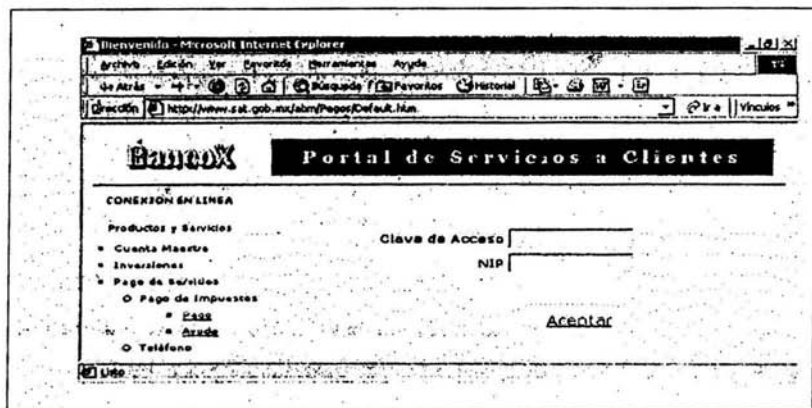 Bienvenido - Microsoft Internet Explorer
Archivo Edición Ver Favoritos Herramientas Ayuda
Atrás Búsqueda Favoritos Historial
Dirección http://www.sat.gob.mx/abm/Pagos/Default.htm Ir a Vínculos »
BancoX Portal de Servicios a Clientes
CONEXIÓN EN LINEA
Productos y Servicios
Cuenta Maestra
Inversiones
Pago de Servicios
Pago de Impuestos
Pago
Ayuda
Teléfono
Clave de Acceso
NIP
Aceptar
Listo